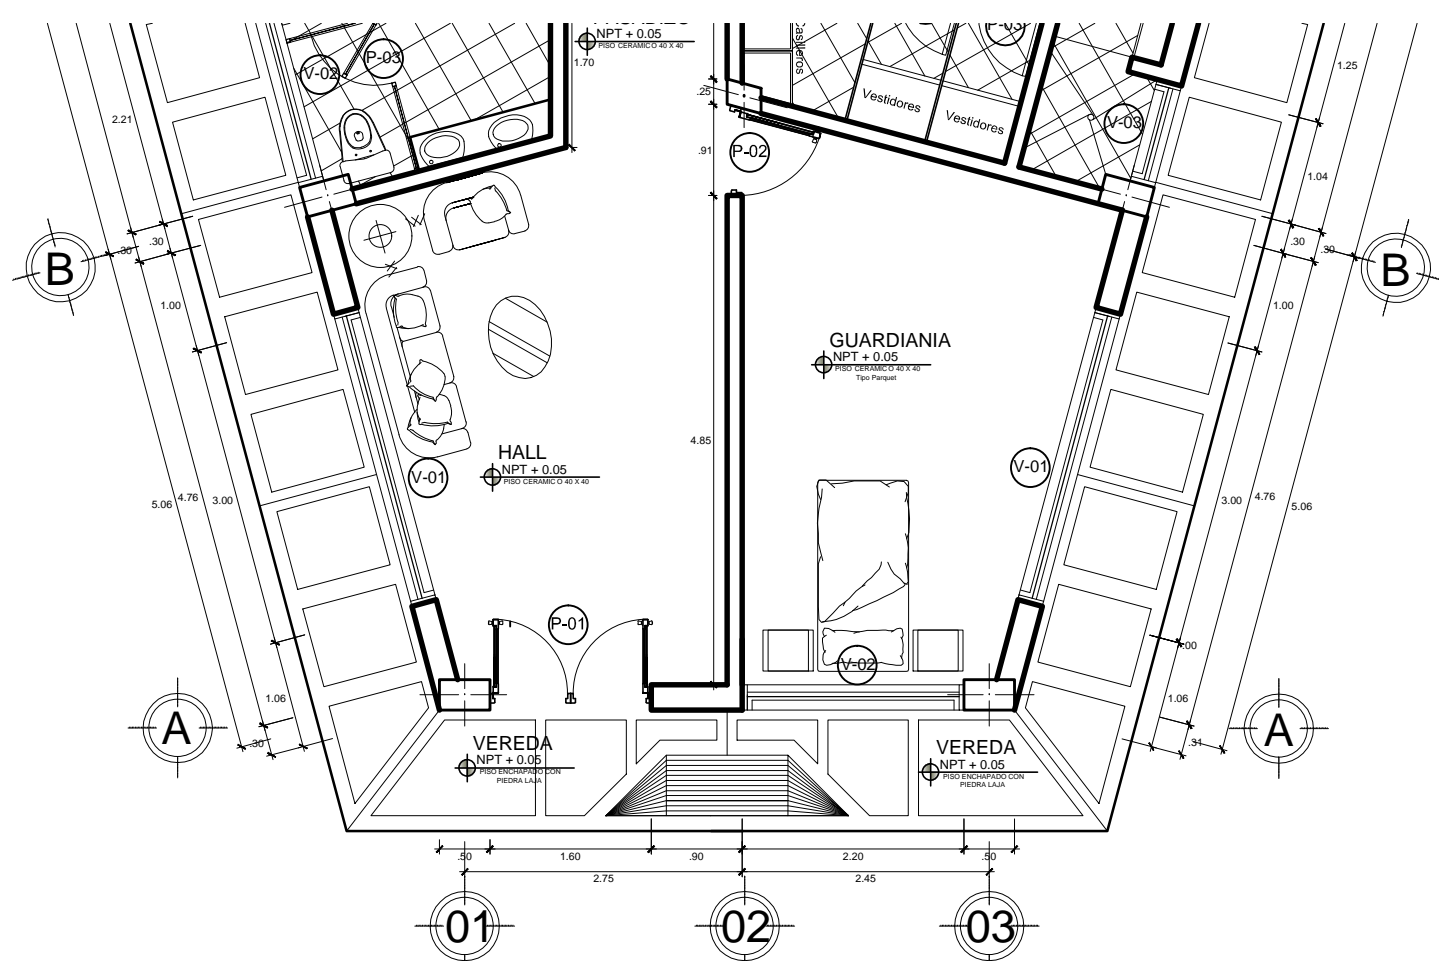 NPT + 0.05
PISO CERAMICO 40 X 40
1.70
P-03
V-02
Casilleros
P-03
Vestidores
Vestidores
V-03
1.25
2.21
.25
.91
P-02
1.04
.30
.30
B
1.00
.30
.30
B
1.00
GUARDIANIA
NPT + 0.05
PISO CERAMICO 40 X 40
Tipo Parquet
4.85
HALL
NPT + 0.05
PISO CERAMICO 40 X 40
V-01
V-01
5.06
4.76
3.00
3.00
4.76
5.06
P-01
V-02
1.06
.30
A
1.06
.31
A
VEREDA
NPT + 0.05
PISO ENCHAPADO CON
PIEDRA LAJA
VEREDA
NPT + 0.05
PISO ENCHAPADO CON
PIEDRA LAJA
.50
1.60
.90
2.20
.50
2.75
2.45
01
02
03